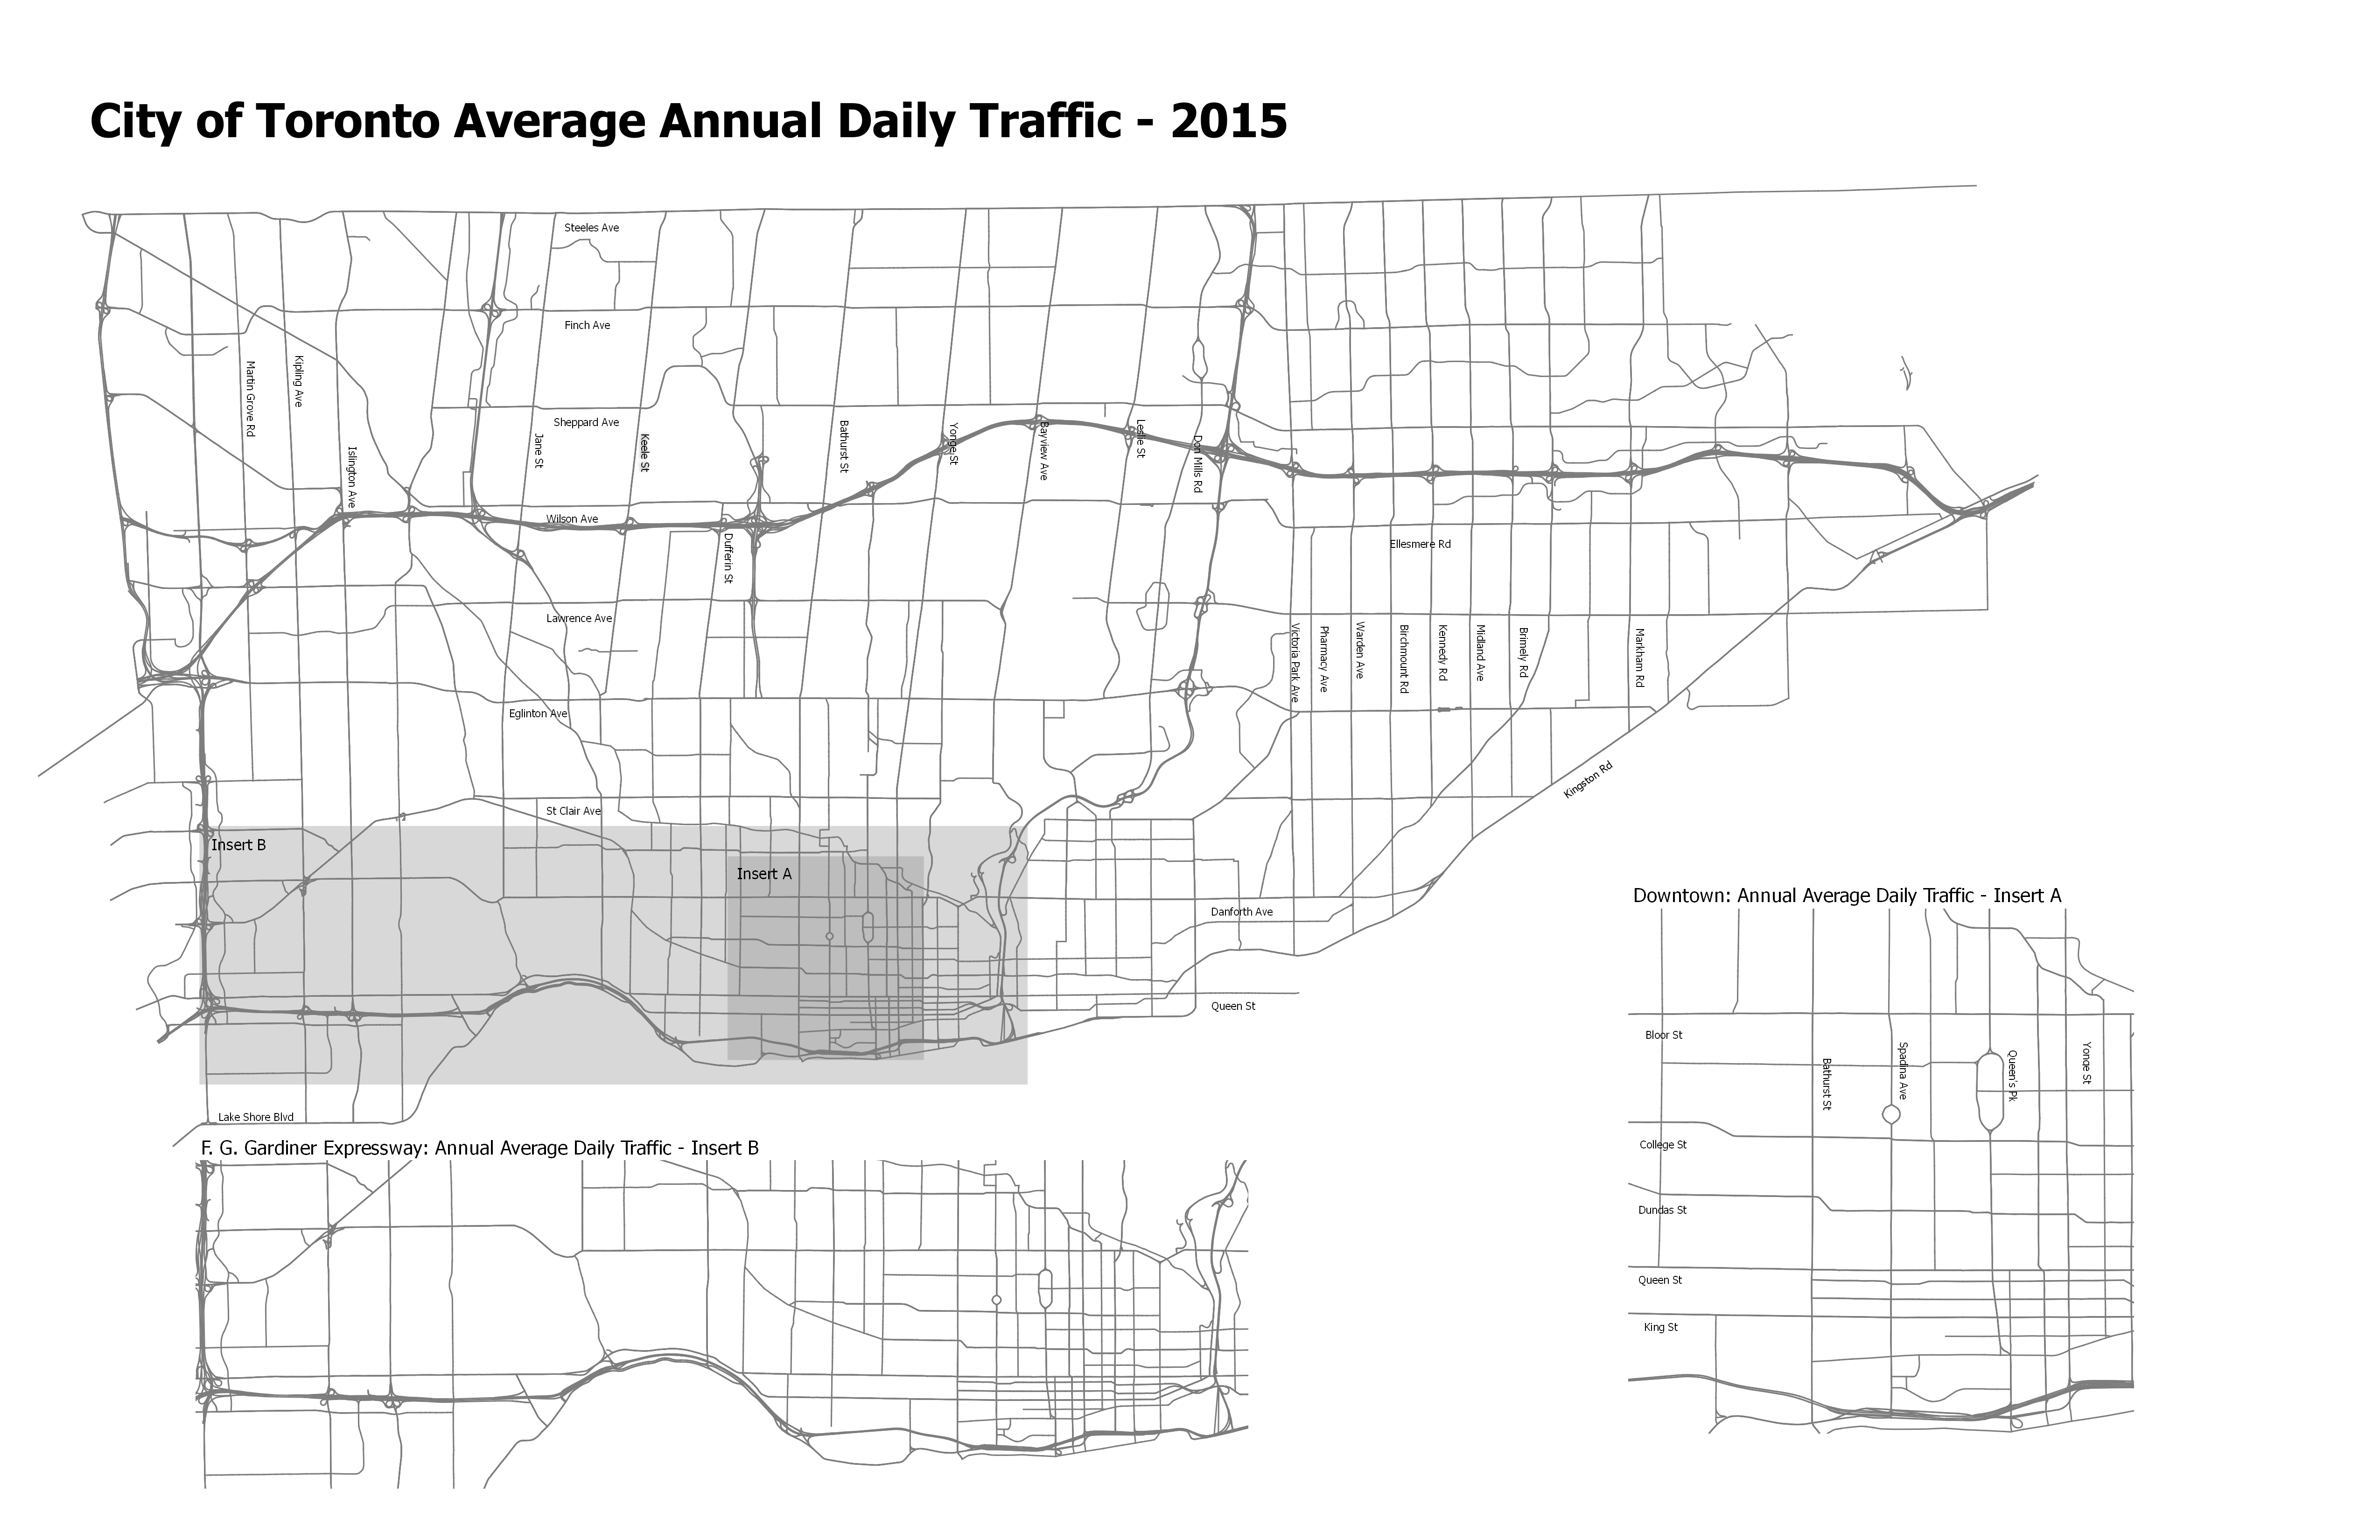 City of Toronto Average Annual Daily Traffic - 2015
Steeles Ave
Finch Ave
Martin Grove Rd
Kipling Ave
Islington Ave
Sheppard Ave
Jane St
Keele St
Bathurst St
Yonge St
Bayview Ave
Leslie St
Don Mills Rd
Wilson Ave
Dufferin St
Ellesmere Rd
Lawrence Ave
Victoria Park Ave
Pharmacy Ave
Warden Ave
Birchmount Rd
Kennedy Rd
Midland Ave
Brimely Rd
Markham Rd
Eglinton Ave
Kingston Rd
St Clair Ave
Insert B
Insert A
Danforth Ave
Queen St
Lake Shore Blvd
F. G. Gardiner Expressway: Annual Average Daily Traffic - Insert B
Downtown: Annual Average Daily Traffic - Insert A
Bloor St
Bathurst St
Spadina Ave
Queen's Pk
Yonge St
College St
Dundas St
Queen St
King St